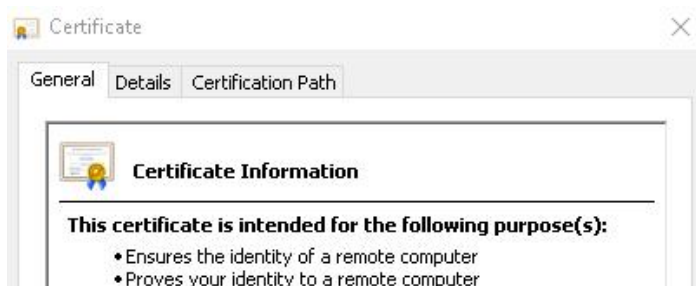 Certificate
General Details Certification Path
Certificate Information
This certificate is intended for the following purpose(s):
• Ensures the identity of a remote computer
• Proves your identity to a remote computer